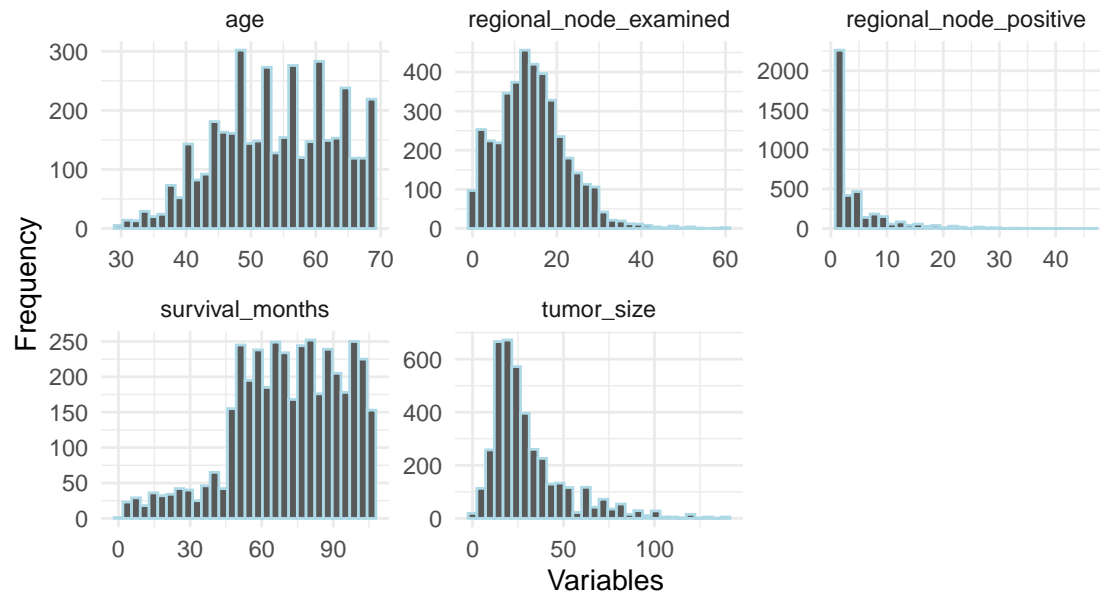 age
regional_node_examined
regional_node_positive
300
200
100
0
30 40 50 60 70
400
300
200
100
0
0 20 40 60
2000
1500
1000
500
0
0 10 20 30 40
Frequency
survival_months
tumor_size
250
200
150
100
50
0
0 30 60 90
600
400
200
0
0 50 100
Variables